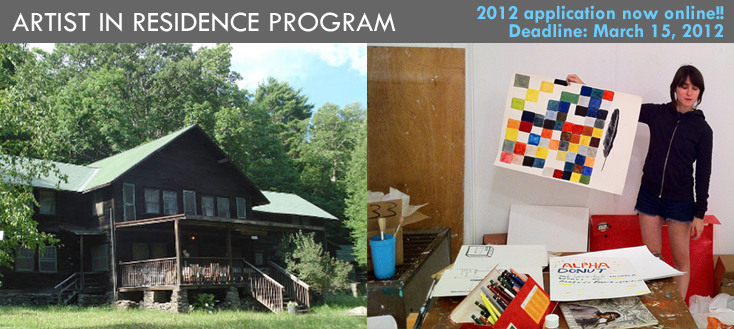 ARTIST IN RESIDENCE PROGRAM
2012 application now online!!
Deadline: March 15, 2012
33
ALPHA
DONUT